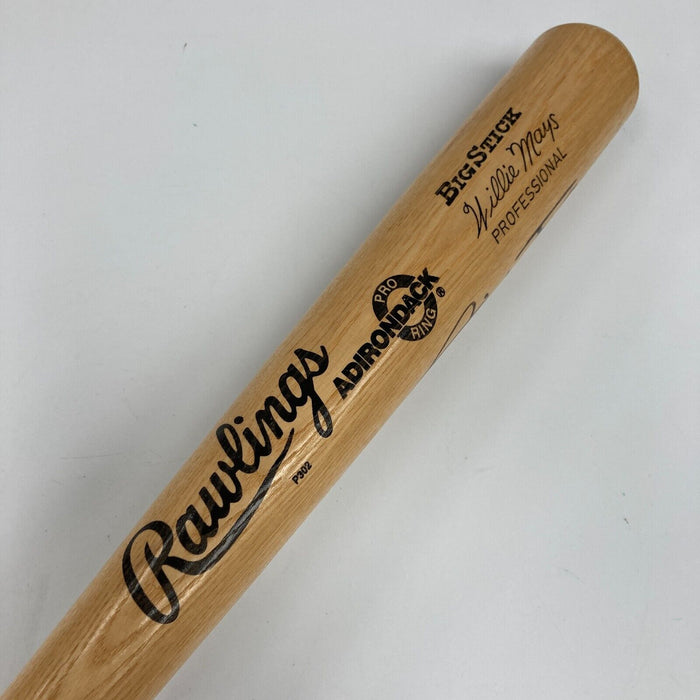 BIG STICK
Willie Mays
PROFESSIONAL
PRO
RING ®
ADIRONDACK
Rawlings
P302